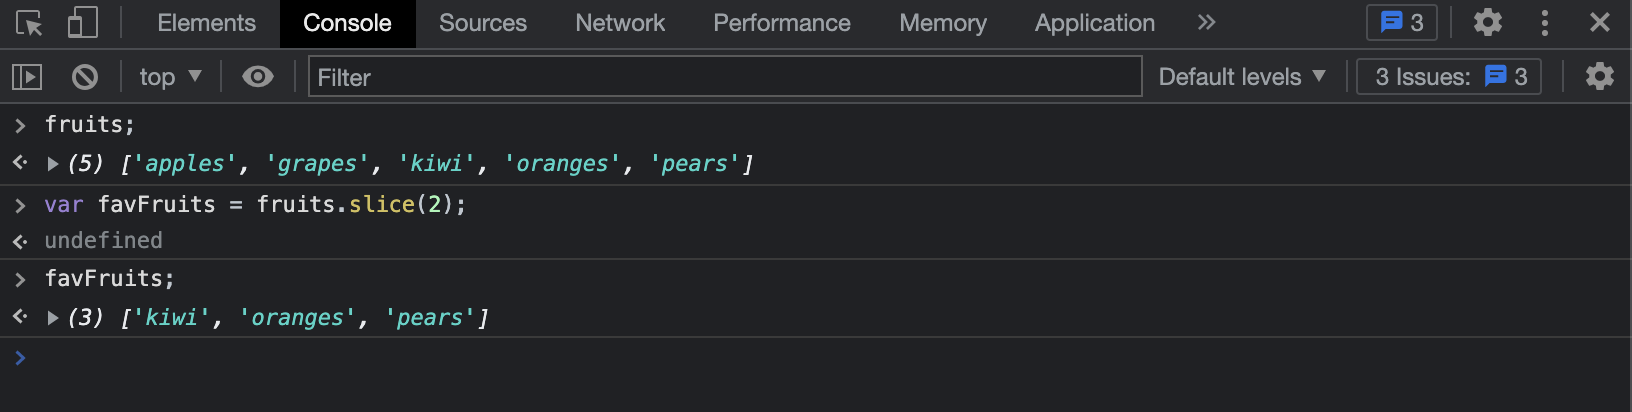 Elements Console Sources Network Performance Memory Application » 3
top ▼ Filter Default levels ▼ 3 Issues: 3
> fruits;
(5) ['apples', 'grapes', 'kiwi', 'oranges', 'pears']
> var favFruits = fruits.slice(2);
undefined
> favFruits;
(3) ['kiwi', 'oranges', 'pears']
>